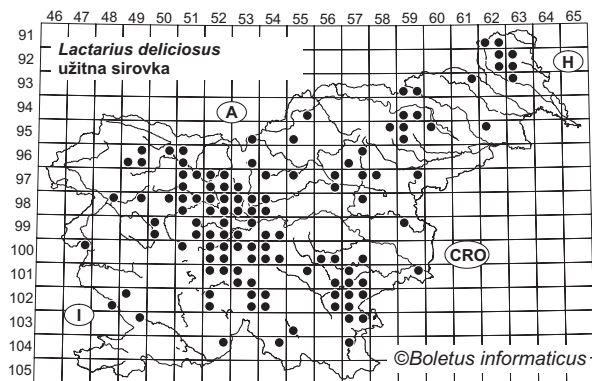 46 47 48 49 50 51 52 53 54 55 56 57 58 59 60 61 62 63 64 65
91
Lactarius deliciosus
92
užitna sirovka
H
93
94
A
95
96
97
98
99
100
CRO
101
102
I
103
104
©Boletus informaticus
105